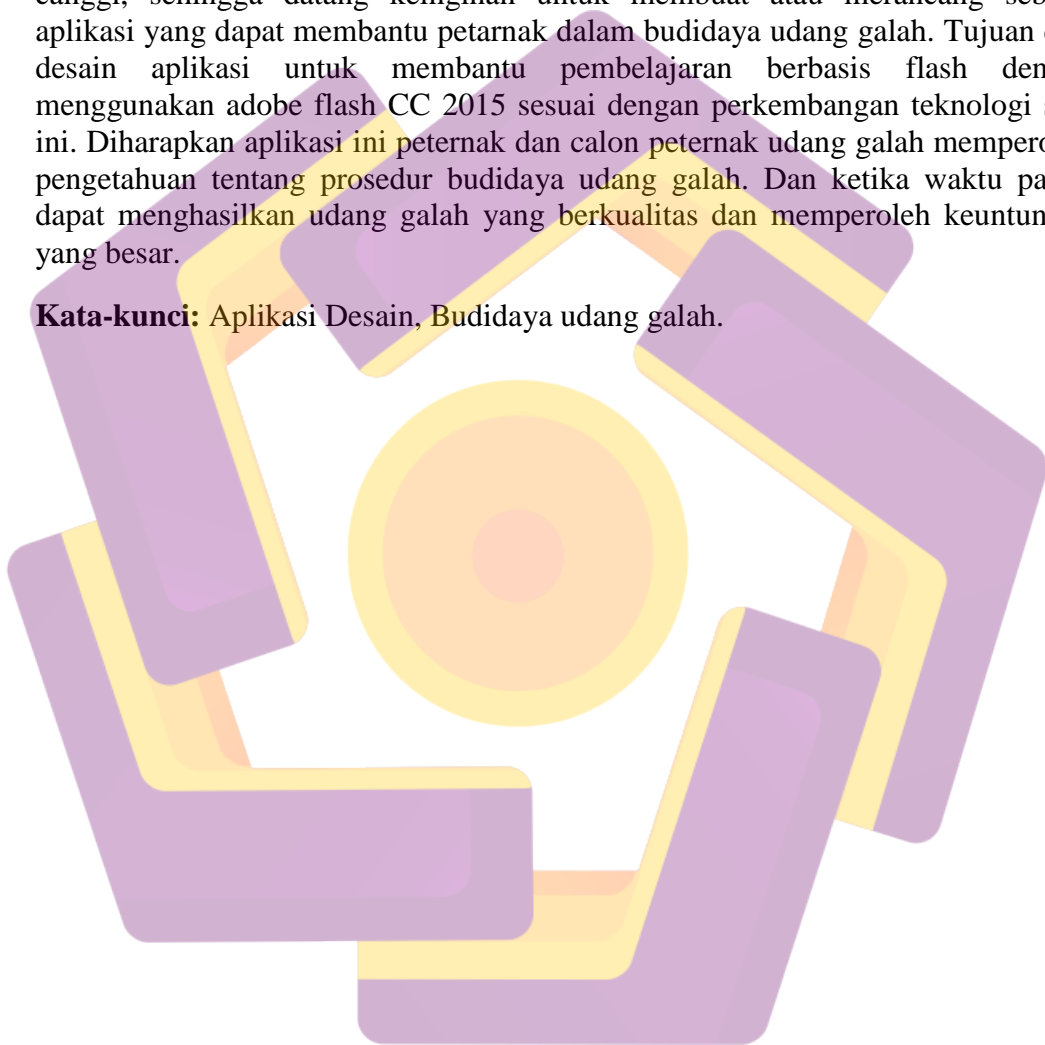 canggi, sehingga datang keinginan untuk membuat atau merancang
aplikasi yang dapat membantu petarnak dalam budidaya udang galah. Tujuan
desain aplikasi untuk membantu pembelajaran berbasis flash
menggunakan adobe flash CC 2015 sesuai dengan perkembangan teknologi
ini. Diharapkan aplikasi ini peternak dan calon peternak udang galah
pengetahuan tentang prosedur budidaya udang galah. Dan ketika waktu
dapat menghasilkan udang galah yang berkualitas dan memperoleh
yang besar.
Kata-kunci: Aplikasi Desain, Budidaya udang galah.